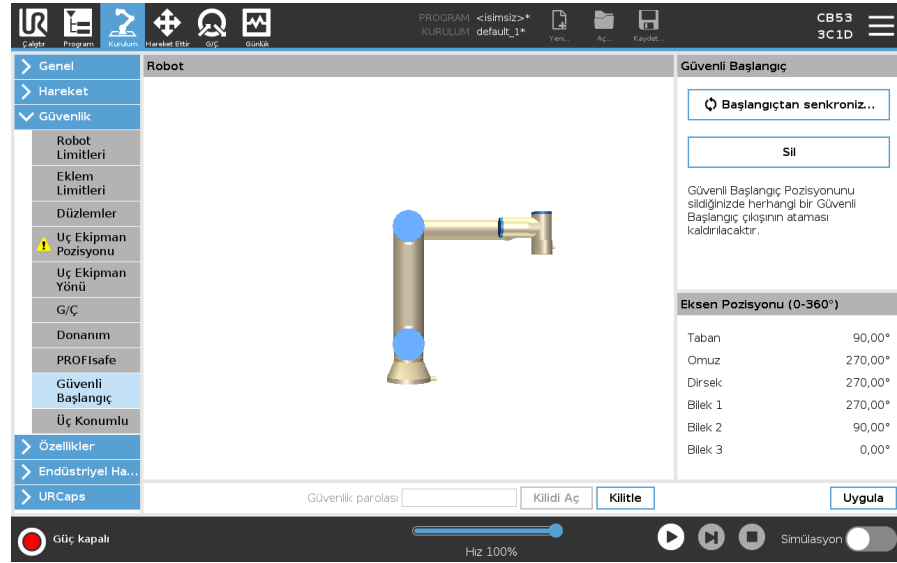 PROGRAM <isimsiz>*
KURULUM default_1*
Çalıştır
Program
Kurulum
Hareket Ettir
G/Ç
Günlük
Yeni...
Aç...
Kaydet...
CB53
3C1D
Genel
Hareket
Güvenlik
Robot
Limitleri
Eklem
Limitleri
Düzlemler
Uç Ekipman
Pozisyonu
Uç Ekipman
Yönü
G/Ç
Donanım
PROFIsafe
Güvenli
Başlangıç
Üç Konumlu
Özellikler
Endüstriyel Ha...
URCaps
Robot
Güvenli Başlangıç
Başlangıçtan senkroniz...
Sil
Güvenli Başlangıç Pozisyonunu
sildiğinizde herhangi bir Güvenli
Başlangıç çıkışının ataması
kaldırılacaktır.
Eksen Pozisyonu (0-360°)
Taban 90,00°
Omuz 270,00°
Dirsek 270,00°
Bilek 1 270,00°
Bilek 2 90,00°
Bilek 3 0,00°
Güvenlik parolası
Kilidi Aç
Kilitle
Uygula
Güç kapalı
Hız 100%
Simülasyon